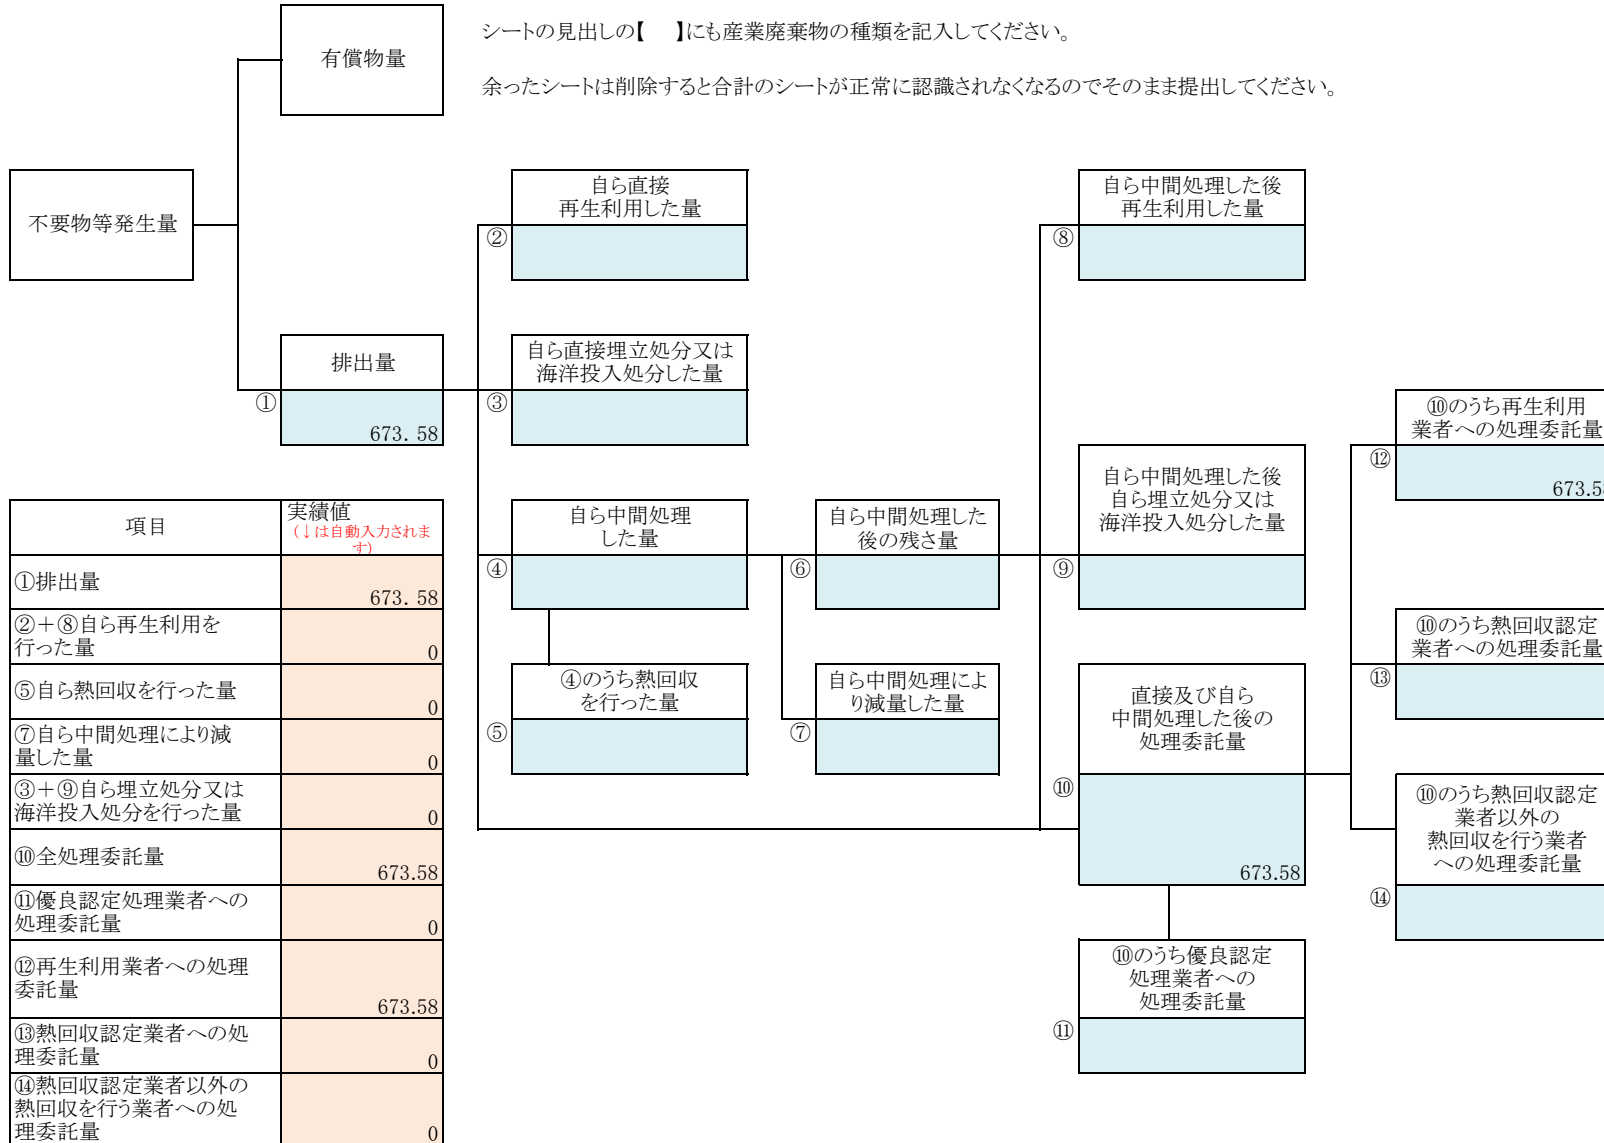 シートの見出しの【　】にも産業廃棄物の種類を記入してください。
有償物量
余ったシートは削除すると合計のシートが正常に認識されなくなるのでそのまま提出してください。
不要物等発生量
自ら直接
再生利用した量
②
自ら中間処理した後
再生利用した量
⑧
排出量
①
673.58
自ら直接埋立処分又は
海洋投入処分した量
③
⑩のうち再生利用
業者への処理委託量
⑫
673.5
自ら中間処理
した量
④
自ら中間処理した
後の残さ量
⑥
自ら中間処理した後
自ら埋立処分又は
海洋投入処分した量
⑨
⑩のうち熱回収認定
業者への処理委託量
⑬
④のうち熱回収
を行った量
⑤
自ら中間処理によ
り減量した量
⑦
直接及び自ら
中間処理した後の
処理委託量
⑩
673.58
⑩のうち熱回収認定
業者以外の
熱回収を行う業者
への処理委託量
⑭
⑩のうち優良認定
処理業者への
処理委託量
⑪
項目
実績値
(↓は自動入力されま
す)
①排出量
673.58
②＋⑧自ら再生利用を
行った量
0
⑤自ら熱回収を行った量
0
⑦自ら中間処理により減
量した量
0
③＋⑨自ら埋立処分又は
海洋投入処分を行った量
0
⑩全処理委託量
673.58
⑪優良認定処理業者への
処理委託量
0
⑫再生利用業者への処理
委託量
673.58
⑬熱回収認定業者への処
理委託量
0
⑭熱回収認定業者以外の
熱回収を行う業者への処
理委託量
0